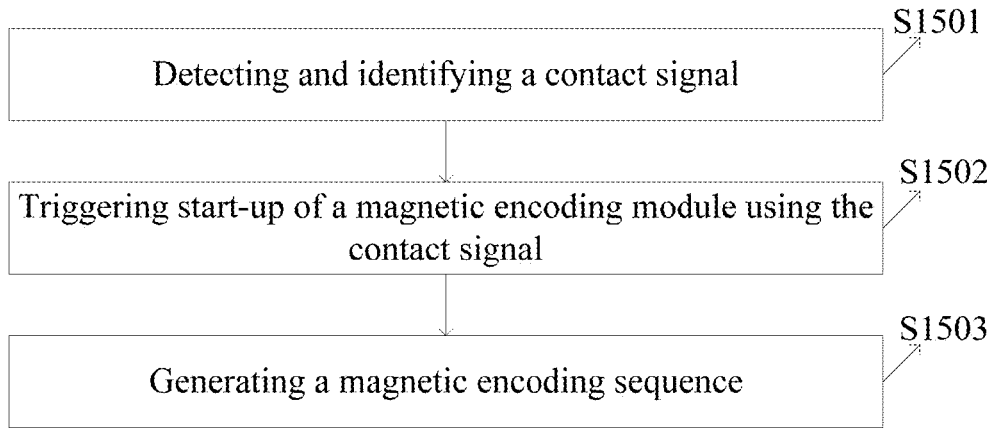 S1501
Detecting and identifying a contact signal
S1502
Triggering start-up of a magnetic encoding module using the
contact signal
S1503
Generating a magnetic encoding sequence